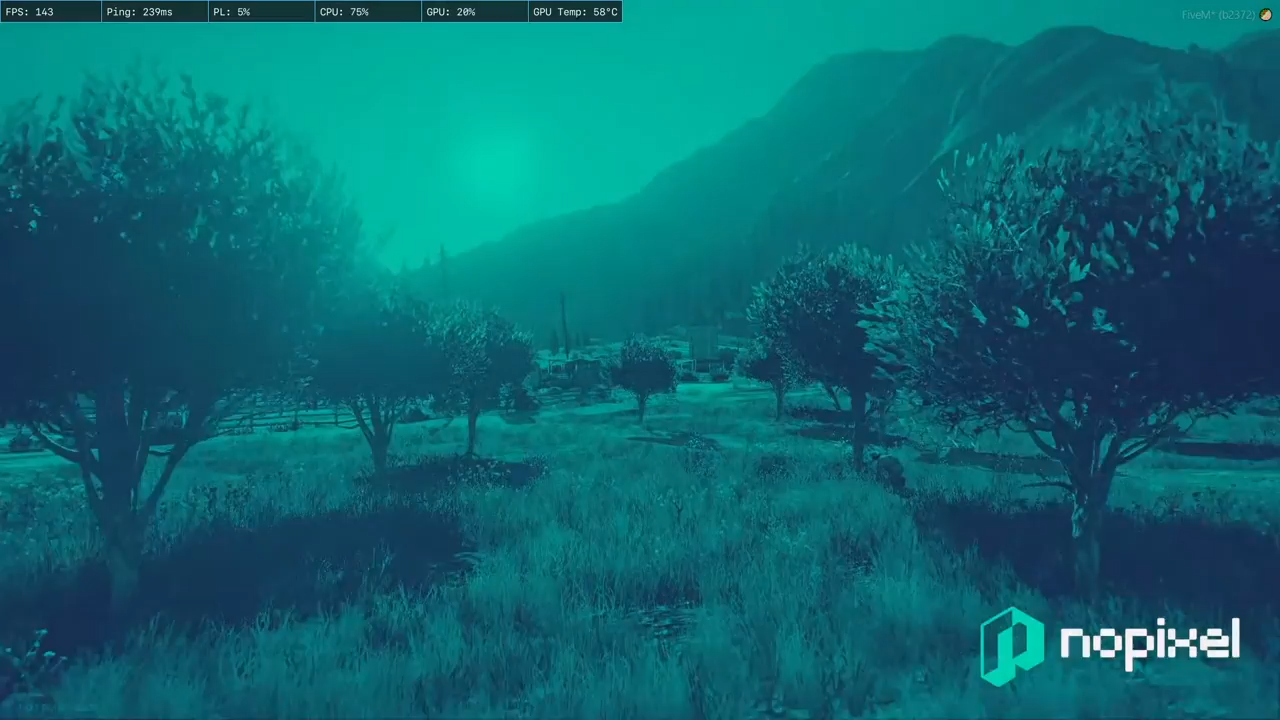 FPS: 143 Ping: 239ms PL: 5% CPU: 75% GPU: 20% GPU Temp: 58°C
FiveM* (b2372)
nopixel